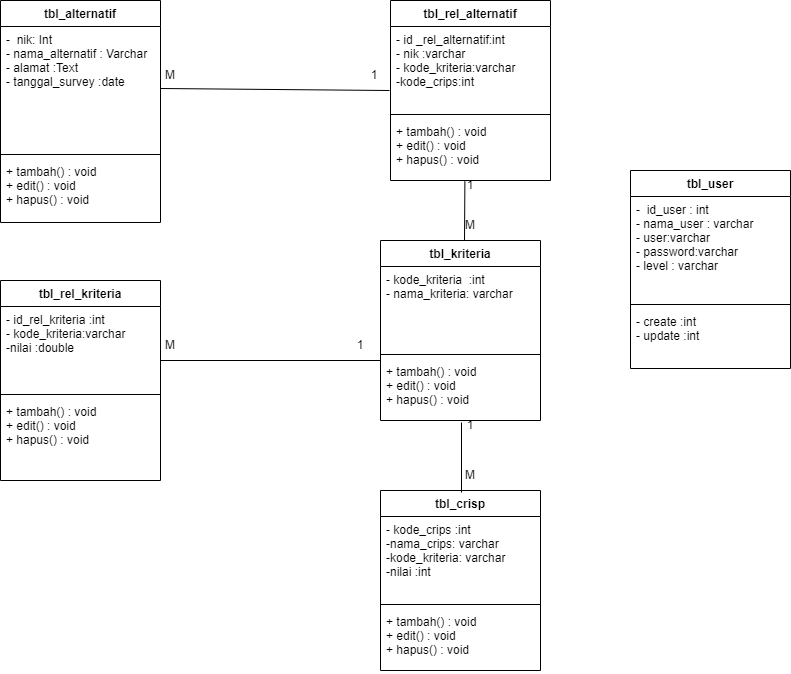 tbl_alternatif
- nik: Int
- nama_alternatif : Varchar
- alamat :Text
- tanggal_survey :date
+ tambah() : void
+ edit() : void
+ hapus() : void
M
1
tbl_rel_alternatif
- id _rel_alternatif:int
- nik :varchar
- kode_kriteria:varchar
-kode_crips:int
+ tambah() : void
+ edit() : void
+ hapus() : void
1
M
tbl_user
- id_user : int
- nama_user : varchar
- user:varchar
- password:varchar
- level : varchar
- create :int
- update :int
tbl_kriteria
- kode_kriteria :int
- nama_kriteria: varchar
+ tambah() : void
+ edit() : void
+ hapus() : void
tbl_rel_kriteria
- id_rel_kriteria :int
- kode_kriteria:varchar
-nilai :double
+ tambah() : void
+ edit() : void
+ hapus() : void
M
1
1
M
tbl_crisp
- kode_crips :int
-nama_crips: varchar
-kode_kriteria: varchar
-nilai :int
+ tambah() : void
+ edit() : void
+ hapus() : void